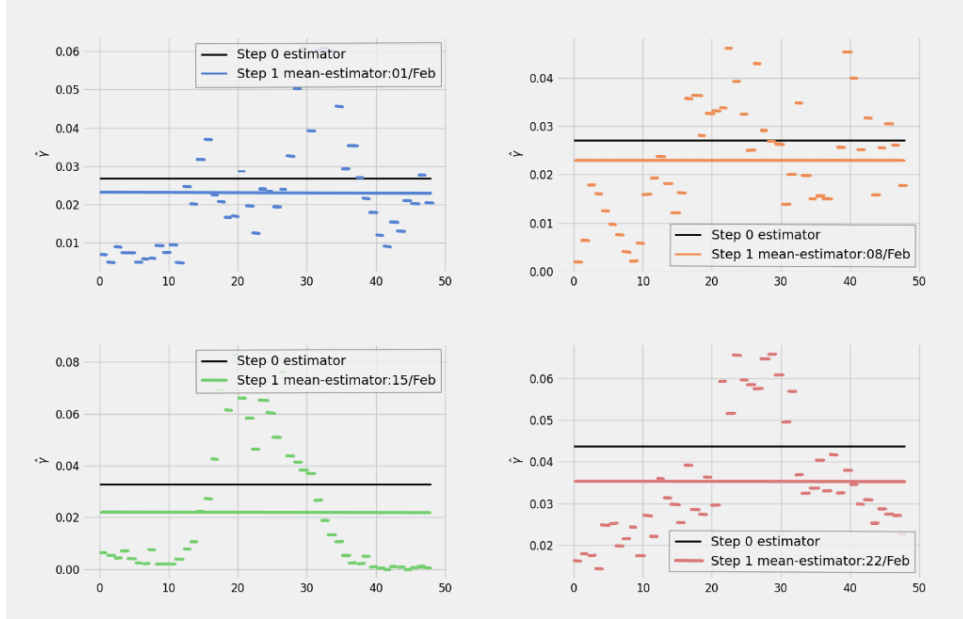 0.06
0.05
0.04
0.03
0.02
0.01
γ̂
0 10 20 30 40 50
Step 0 estimator
Step 1 mean-estimator:01/Feb
0.04
0.03
0.02
0.01
0.00
γ̂
0 10 20 30 40 50
Step 0 estimator
Step 1 mean-estimator:08/Feb
0.08
0.06
0.04
0.02
0.00
γ̂
0 10 20 30 40 50
Step 0 estimator
Step 1 mean-estimator:15/Feb
0.06
0.05
0.04
0.03
0.02
γ̂
0 10 20 30 40 50
Step 0 estimator
Step 1 mean-estimator:22/Feb